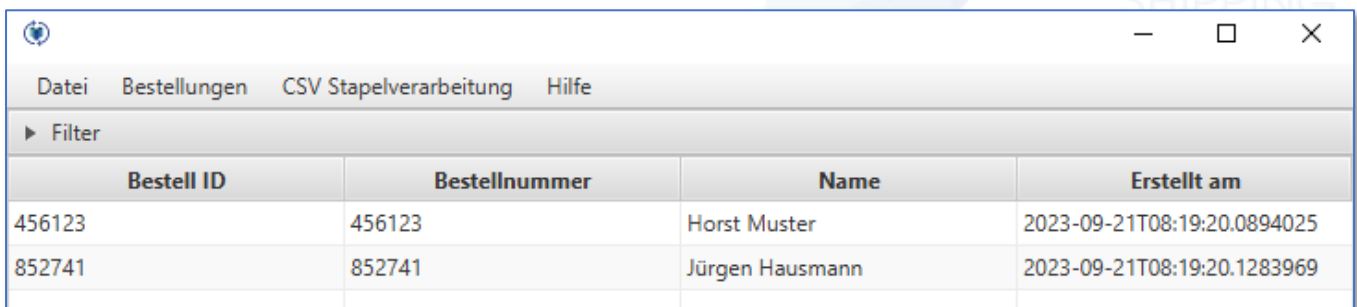 SHIPPING
Datei Bestellungen CSV Stapelverarbeitung Hilfe
Filter
Bestell ID Bestellnummer Name Erstellt am
456123 456123 Horst Muster 2023-09-21T08:19:20.0894025
852741 852741 Jürgen Hausmann 2023-09-21T08:19:20.1283969